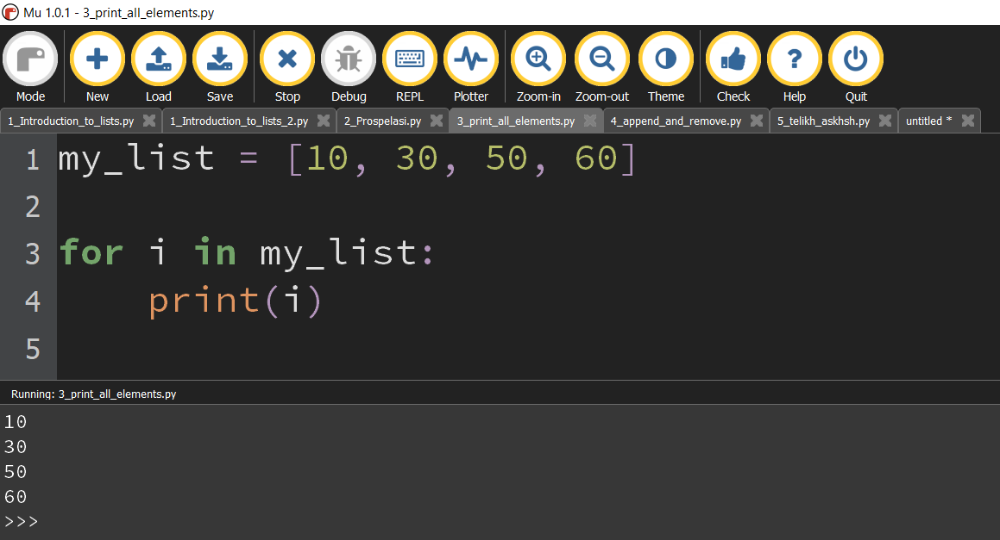 Mu 1.0.1 - 3_print_all_elements.py
Mode New Load Save Stop Debug REPL Plotter Zoom-in Zoom-out Theme Check Help Quit
1_Introduction_to_lists.py 1_Introduction_to_lists_2.py 2_Prospelasi.py 3_print_all_elements.py 4_append_and_remove.py 5_telikh_askhsh.py untitled *
1 my_list = [10, 30, 50, 60]
2
3 for i in my_list:
4     print(i)
5
Running: 3_print_all_elements.py
10
30
50
60
>>>